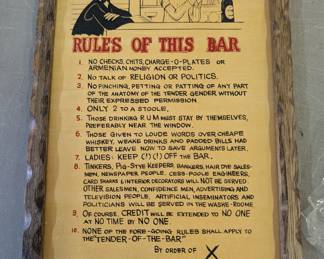 RULES OF THIS BAR
1. NO CHECKS, CHITS, CHARGE-O-PLATES OR
ARMENIAN MONEY ACCEPTED.
2. NO TALK OF RELIGION OR POLITICS.
3. NO PINCHING, PETTING OR PATTING OF ANY PART
OF THE ANATOMY OF THE TENDER GENDER WITHOUT
THEIR EXPRESSED PERMISSION
4. ONLY 2 TO A STOOLE.
5. THOSE DRINKING RUM MUST STAY BY THEMSELVES,
PREFERABLY NEAR THE WINDOW.
6. THOSE GIVEN TO LOUDE WORDS OVER CHEAPE
WHISKEY, WEAKE DRINKS AND PADDED BILLS HAD
BETTER LEAVE NOW TO SAVE ARGUMENTS LATER.
7. LADIES: KEEP (!) (!) OFF THE BAR.
8. TINKERS, PIG-STYE KEEPERS, BANKERS, HAIR DYE SALES-
MEN, NEWSPAPER PEOPLE, CESS-POOLE ENGINEERS,
CARD SHARKS & INTERIOR DECORATORS WILL NOT BE SERVED.
OTHER SALESMEN, CONFIDENCE MEN, ADVERTISING AND
TELEVISION PEOPLE, ARTIFICIAL INSEMINATORS AND
POLITICIANS WILL BE SERVED IN THE WASHE-ROOME
9. OF COURSE CREDIT WILL BE EXTENDED TO NO ONE
AT NO TIME BY NO ONE.
10. NONE OF THE FORE-GOING RULES SHALL APPLY TO
THE "TENDER-OF-THE-BAR"
BY ORDER OF X